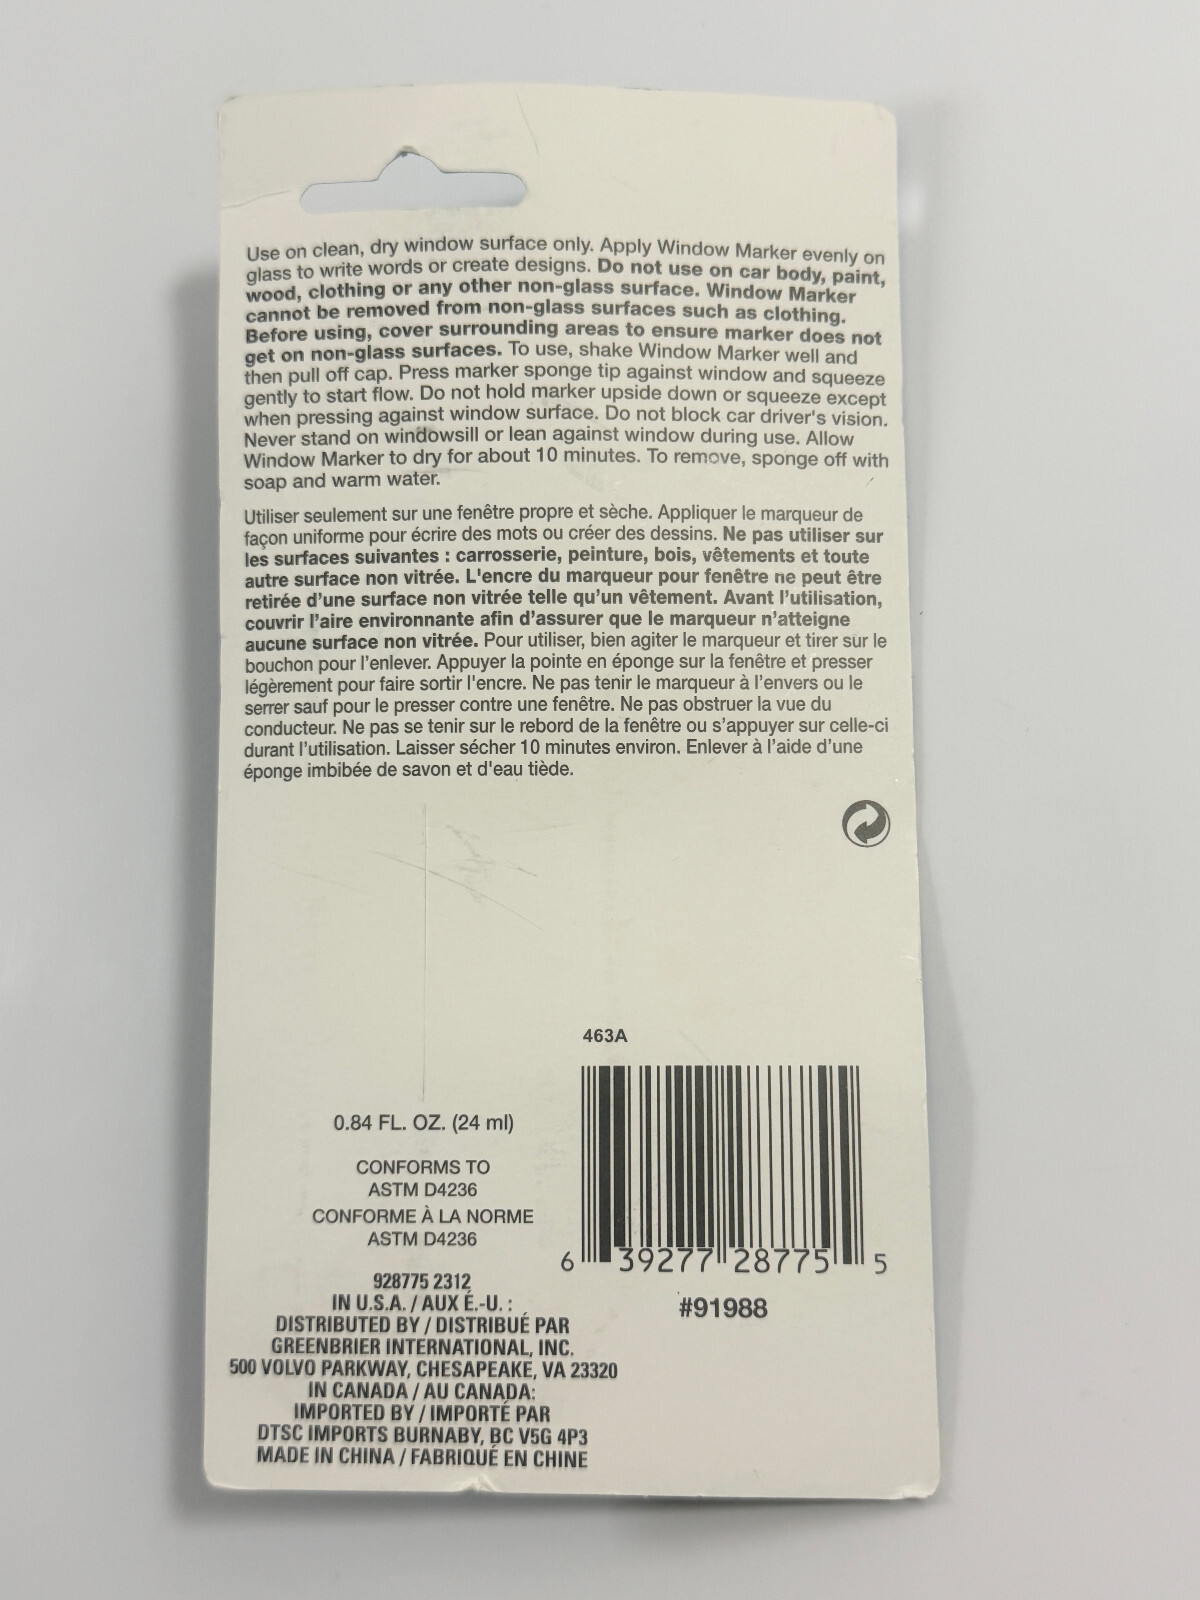 Use on clean, dry window surface only. Apply Window Marker evenly on
glass to write words or create designs. Do not use on car body, paint,
wood, clothing or any other non-glass surface. Window Marker
cannot be removed from non-glass surfaces such as clothing.
Before using, cover surrounding areas to ensure marker does not
get on non-glass surfaces. To use, shake Window Marker well and
then pull off cap. Press marker sponge tip against window and squeeze
gently to start flow. Do not hold marker upside down or squeeze except
when pressing against window surface. Do not block car driver's vision.
Never stand on windowsill or lean against window during use. Allow
Window Marker to dry for about 10 minutes. To remove, sponge off with
soap and warm water.
Utiliser seulement sur une fenêtre propre et sèche. Appliquer le marqueur de
façon uniforme pour écrire des mots ou créer des dessins. Ne pas utiliser sur
les surfaces suivantes : carrosserie, peinture, bois, vêtements et toute
autre surface non vitrée. L'encre du marqueur pour fenêtre ne peut être
retirée d'une surface non vitrée telle qu'un vêtement. Avant l'utilisation,
couvrir l'aire environnante afin d'assurer que le marqueur n'atteigne
aucune surface non vitrée. Pour utiliser, bien agiter le marqueur et tirer sur le
bouchon pour l'enlever. Appuyer la pointe en éponge sur la fenêtre et presser
légèrement pour faire sortir l'encre. Ne pas tenir le marqueur à l'envers ou le
serrer sauf pour le presser contre une fenêtre. Ne pas obstruer la vue du
conducteur. Ne pas se tenir sur le rebord de la fenêtre ou s'appuyer sur celle-ci
durant l'utilisation. Laisser sécher 10 minutes environ. Enlever à l'aide d'une
éponge imbibée de savon et d'eau tiède.
463A
0.84 FL. OZ. (24 ml)
CONFORMS TO
ASTM D4236
CONFORME À LA NORME
ASTM D4236
6 39277 28775 5
#91988
928775 2312
IN U.S.A. / AUX É.-U. :
DISTRIBUTED BY / DISTRIBUÉ PAR
GREENBRIER INTERNATIONAL, INC.
500 VOLVO PARKWAY, CHESAPEAKE, VA 23320
IN CANADA / AU CANADA:
IMPORTED BY / IMPORTÉ PAR
DTSC IMPORTS BURNABY, BC V5G 4P3
MADE IN CHINA / FABRIQUÉ EN CHINE